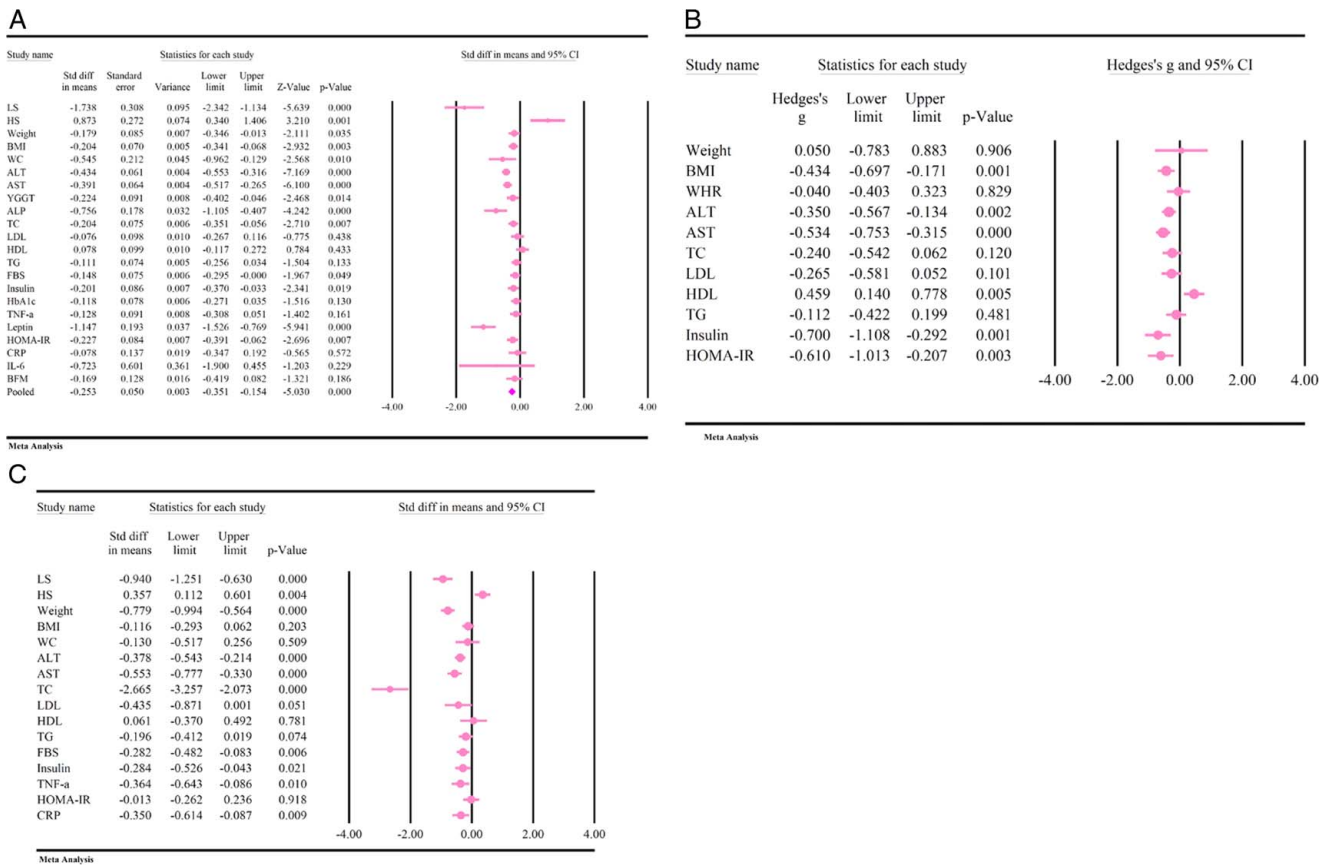 A
Study name Statistics for each study Std diff in means and 95% CI
Std diff in means Standard error Variance Lower limit Upper limit Z-Value p-Value
LS -1.738 0.308 0.095 -2.342 -1.134 -5.639 0.000
HS 0.873 0.272 0.074 0.340 1.406 3.210 0.001
Weight -0.179 0.085 0.007 -0.346 -0.013 -2.111 0.035
BMI -0.204 0.070 0.005 -0.341 -0.068 -2.932 0.003
WC -0.545 0.212 0.045 -0.962 -0.129 -2.568 0.010
ALT -0.434 0.061 0.004 -0.553 -0.316 -7.169 0.000
AST -0.391 0.064 0.004 -0.517 -0.265 -6.100 0.000
YGGT -0.224 0.091 0.008 -0.402 -0.046 -2.468 0.014
ALP -0.756 0.178 0.032 -1.105 -0.407 -4.242 0.000
TC -0.204 0.075 0.006 -0.351 -0.056 -2.710 0.007
LDL -0.076 0.098 0.010 -0.267 0.116 -0.775 0.438
HDL 0.078 0.099 0.010 -0.117 0.272 0.784 0.433
TG -0.111 0.074 0.005 -0.256 0.034 -1.504 0.133
FBS -0.148 0.075 0.006 -0.295 -0.000 -1.967 0.049
Insulin -0.201 0.086 0.007 -0.370 -0.033 -2.341 0.019
HbA1c -0.118 0.078 0.006 -0.271 0.035 -1.516 0.130
TNF-a -0.128 0.091 0.008 -0.308 0.051 -1.402 0.161
Leptin -1.147 0.193 0.037 -1.526 -0.769 -5.941 0.000
HOMA-IR -0.227 0.084 0.007 -0.391 -0.062 -2.696 0.007
CRP -0.078 0.137 0.019 -0.347 0.192 -0.565 0.572
IL-6 -0.723 0.601 0.361 -1.900 0.455 -1.203 0.229
BFM -0.169 0.128 0.016 -0.419 0.082 -1.321 0.186
Pooled -0.253 0.050 0.003 -0.351 -0.154 -5.030 0.000
-4.00 -2.00 0.00 2.00 4.00
Meta Analysis
B
Study name Statistics for each study Hedges's g and 95% CI
Hedges's g Lower limit Upper limit p-Value
Weight 0.050 -0.783 0.883 0.906
BMI -0.434 -0.697 -0.171 0.001
WHR -0.040 -0.403 0.323 0.829
ALT -0.350 -0.567 -0.134 0.002
AST -0.534 -0.753 -0.315 0.000
TC -0.240 -0.542 0.062 0.120
LDL -0.265 -0.581 0.052 0.101
HDL 0.459 0.140 0.778 0.005
TG -0.112 -0.422 0.199 0.481
Insulin -0.700 -1.108 -0.292 0.001
HOMA-IR -0.610 -1.013 -0.207 0.003
-4.00 -2.00 0.00 2.00 4.00
Meta Analysis
C
Study name Statistics for each study Std diff in means and 95% CI
Std diff in means Lower limit Upper limit p-Value
LS -0.940 -1.251 -0.630 0.000
HS 0.357 0.112 0.601 0.004
Weight -0.779 -0.994 -0.564 0.000
BMI -0.116 -0.293 0.062 0.203
WC -0.130 -0.517 0.256 0.509
ALT -0.378 -0.543 -0.214 0.000
AST -0.553 -0.777 -0.330 0.000
TC -2.665 -3.257 -2.073 0.000
LDL -0.435 -0.871 0.001 0.051
HDL 0.061 -0.370 0.492 0.781
TG -0.196 -0.412 0.019 0.074
FBS -0.282 -0.482 -0.083 0.006
Insulin -0.284 -0.526 -0.043 0.021
TNF-a -0.364 -0.643 -0.086 0.010
HOMA-IR -0.013 -0.262 0.236 0.918
CRP -0.350 -0.614 -0.087 0.009
-4.00 -2.00 0.00 2.00 4.00
Meta Analysis